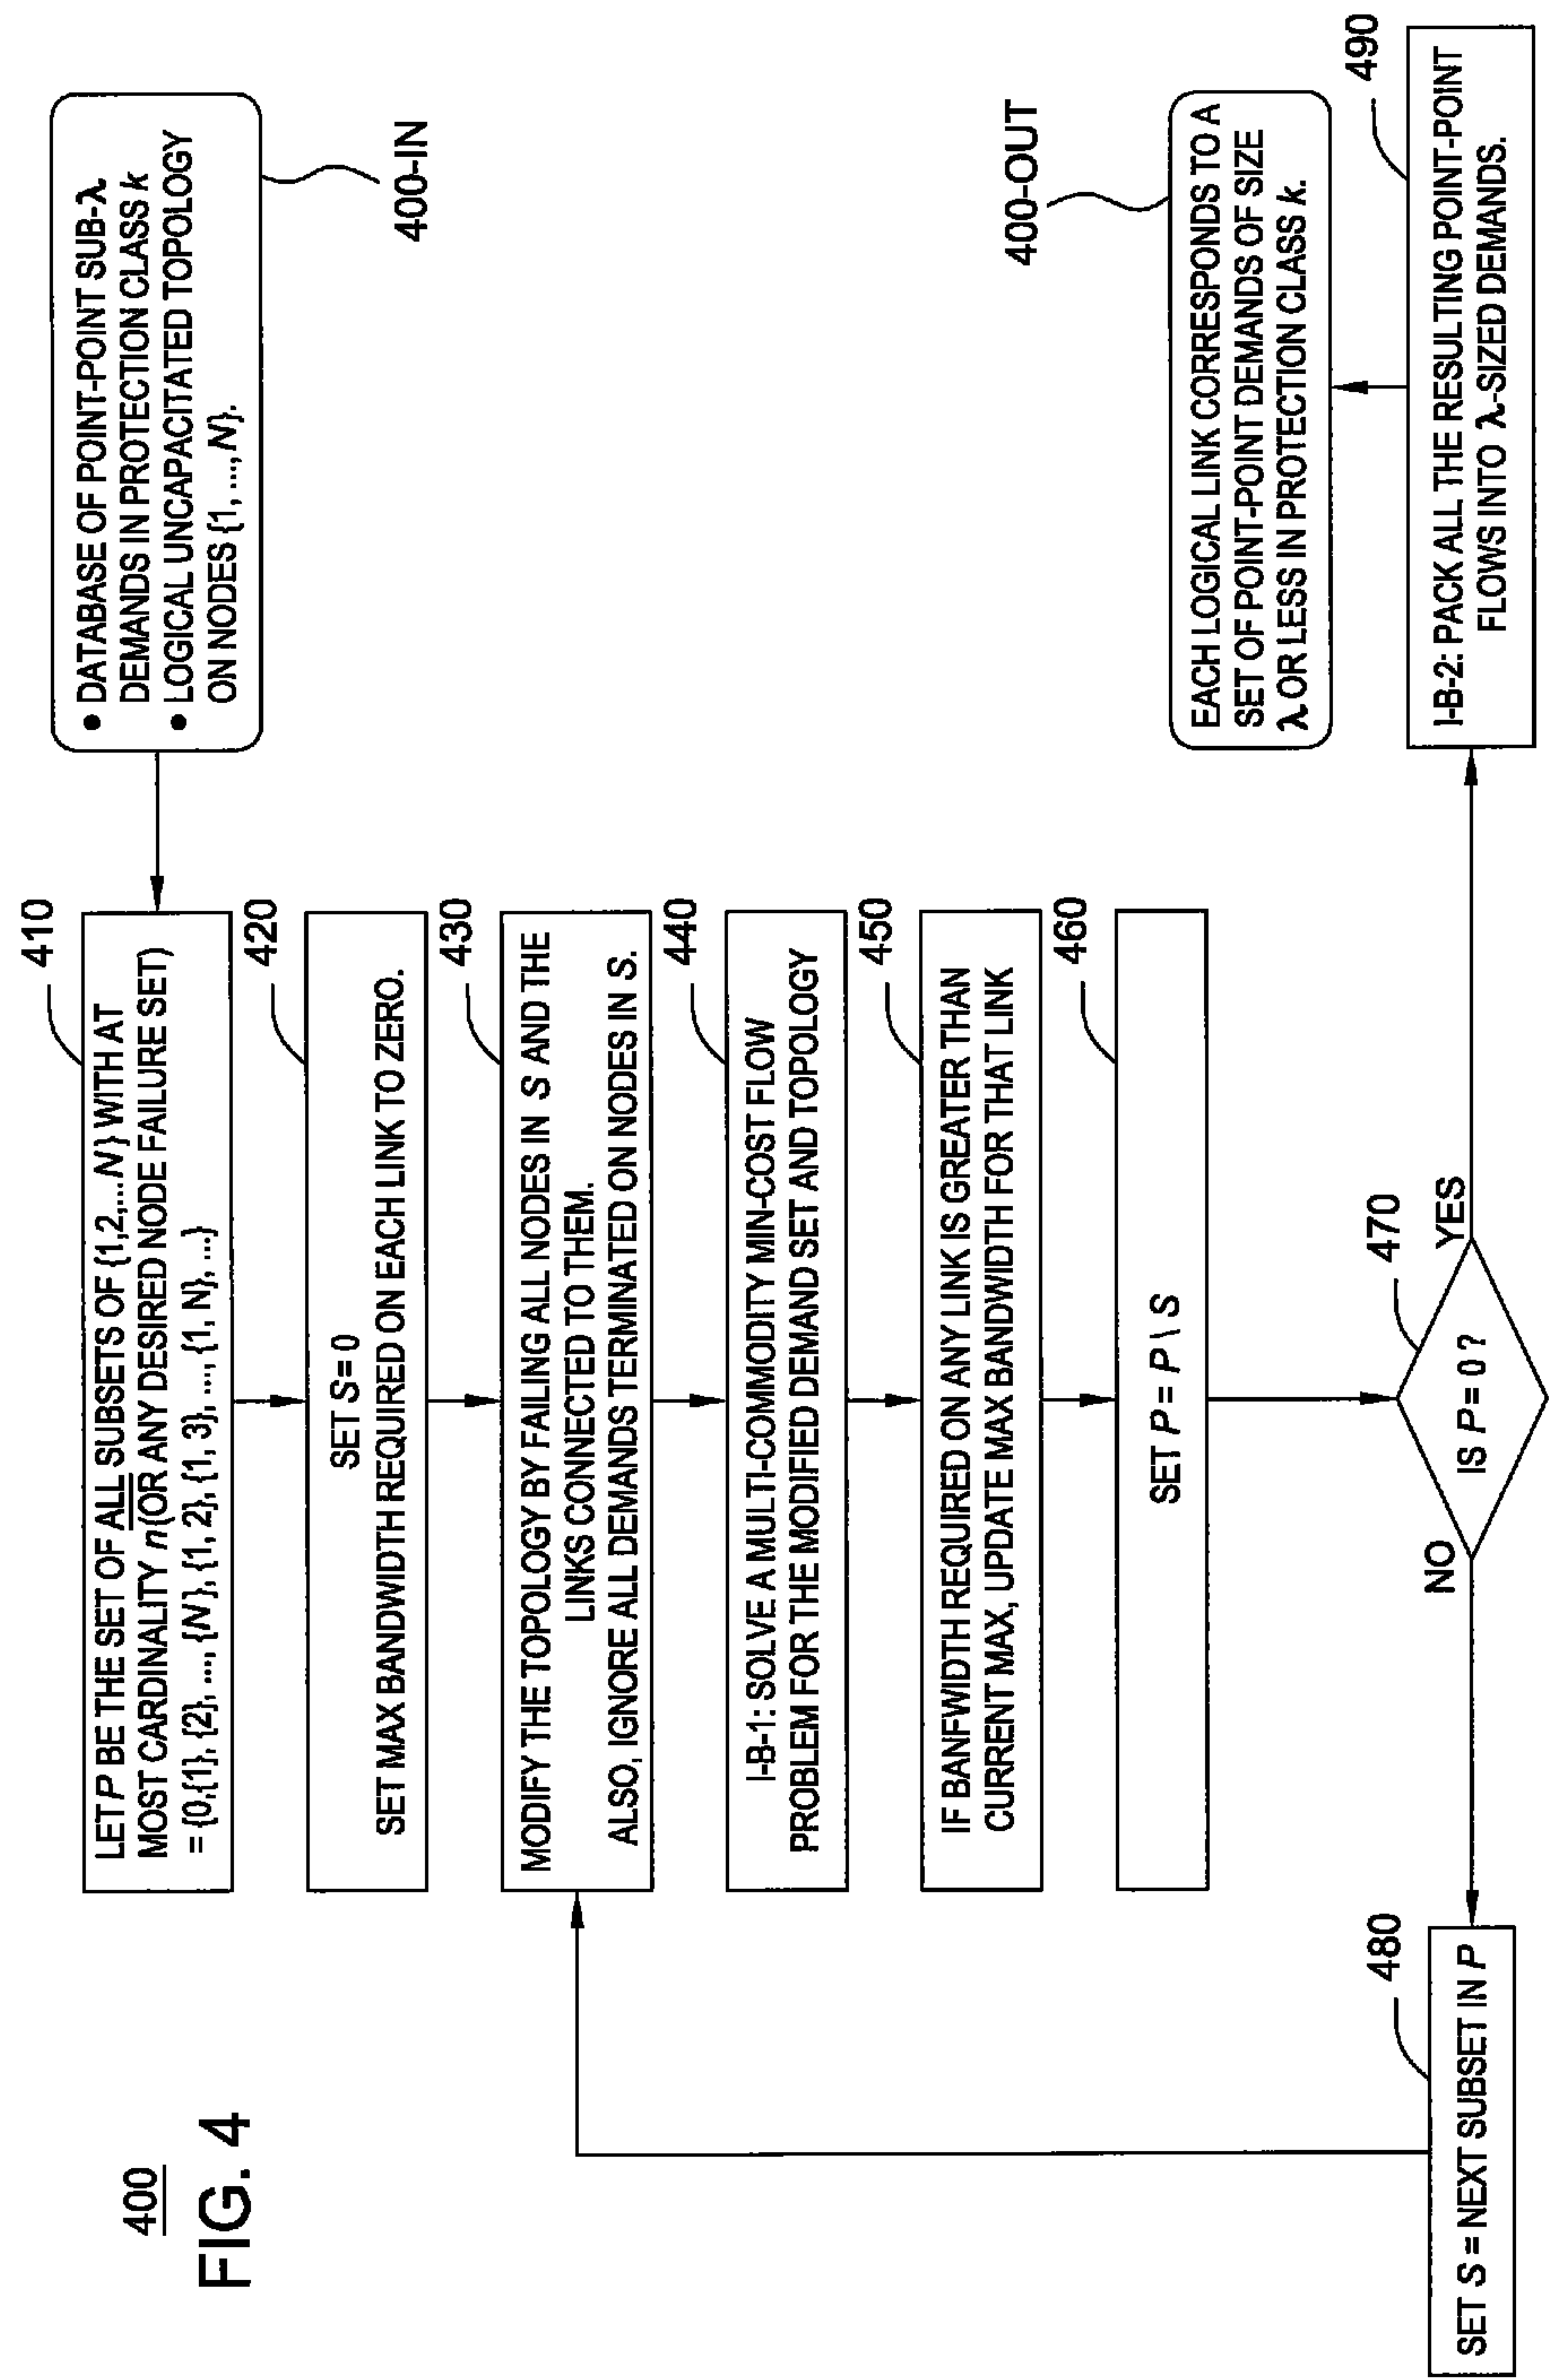 400
FIG. 4
● DATABASE OF POINT-POINT SUB-λ
DEMANDS IN PROTECTION CLASS k
● LOGICAL UNCAPACITATED TOPOLOGY
ON NODES {1, ..., N}.
400-IN
410
LET P BE THE SET OF ALL SUBSETS OF {1,2,...N} WITH AT
MOST CARDINALITY n (OR ANY DESIRED NODE FAILURE SET)
= {0,{1}, {2}, ..., {N}, {1, 2}, {1, 3}, ..., {1, N}, ...}
420
SET S = 0
SET MAX BANDWIDTH REQUIRED ON EACH LINK TO ZERO.
430
MODIFY THE TOPOLOGY BY FAILING ALL NODES IN S AND THE
LINKS CONNECTED TO THEM.
ALSO, IGNORE ALL DEMANDS TERMINATED ON NODES IN S.
440
I-B-1: SOLVE A MULTI-COMMODITY MIN-COST FLOW
PROBLEM FOR THE MODIFIED DEMAND SET AND TOPOLOGY
450
IF BANFWIDTH REQUIRED ON ANY LINK IS GREATER THAN
CURRENT MAX, UPDATE MAX BANDWIDTH FOR THAT LINK
460
SET P = P \ S
470
IS P = 0 ?
NO
YES
480
SET S = NEXT SUBSET IN P
490
I-B-2: PACK ALL THE RESULTING POINT-POINT
FLOWS INTO λ-SIZED DEMANDS.
400-OUT
EACH LOGICAL LINK CORRESPONDS TO A
SET OF POINT-POINT DEMANDS OF SIZE
λ OR LESS IN PROTECTION CLASS k.